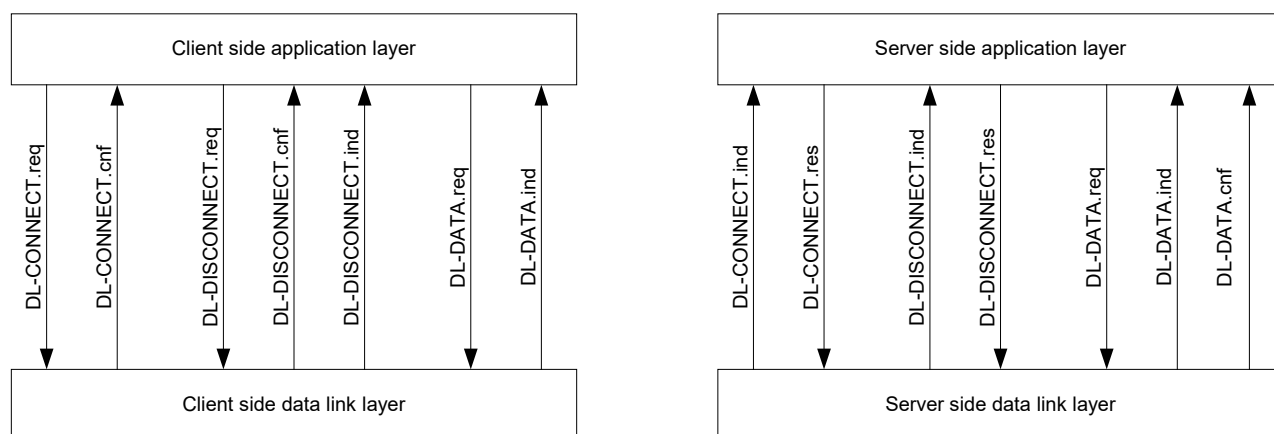 Client side application layer
Server side application layer
DL-CONNECT.req
DL-CONNECT.cnf
DL-DISCONNECT.req
DL-DISCONNECT.cnf
DL-DISCONNECT.ind
DL-DATA.req
DL-DATA.ind
DL-CONNECT.ind
DL-CONNECT.res
DL-DISCONNECT.ind
DL-DISCONNECT.res
DL-DATA.req
DL-DATA.ind
DL-DATA.cnf
Client side data link layer
Server side data link layer